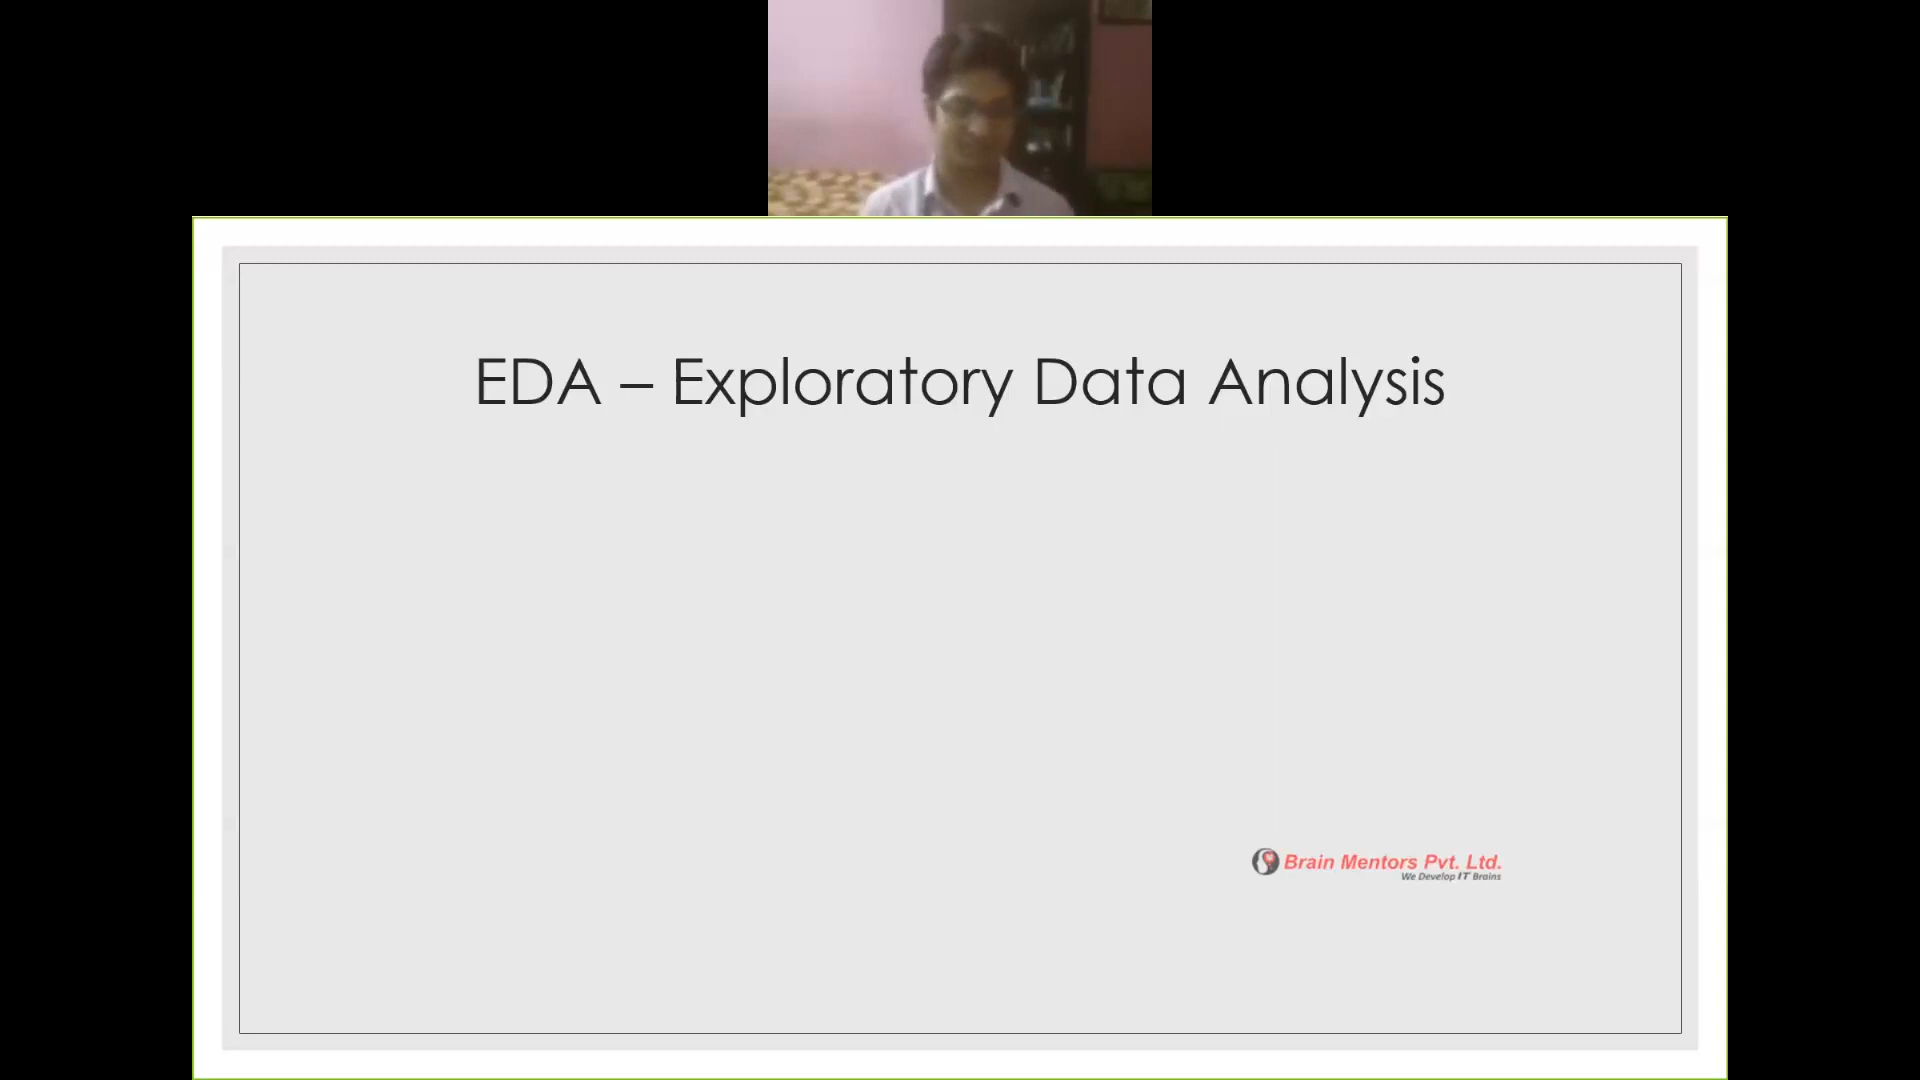 EDA – Exploratory Data Analysis
Brain Mentors Pvt. Ltd.
We Develop IT Brains